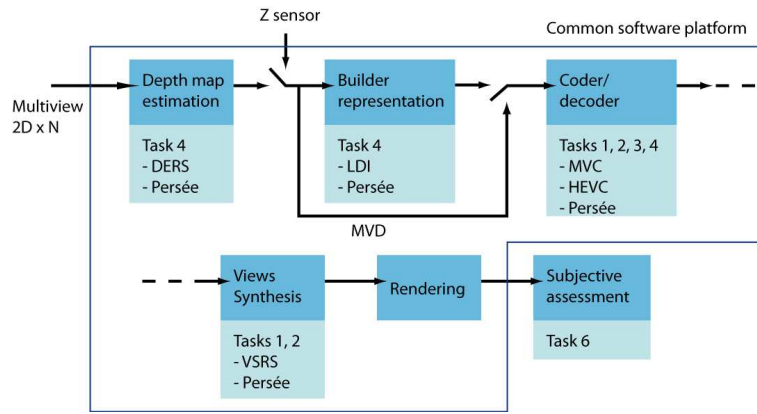 Z sensor
Common software platform
Multiview
2D x N
Depth map
estimation
Task 4
- DERS
- Persée
Builder
representation
Task 4
- LDI
- Persée
Coder/
decoder
Tasks 1, 2, 3, 4
- MVC
- HEVC
- Persée
MVD
Views
Synthesis
Tasks 1, 2
- VSRS
- Persée
Rendering
Subjective
assessment
Task 6